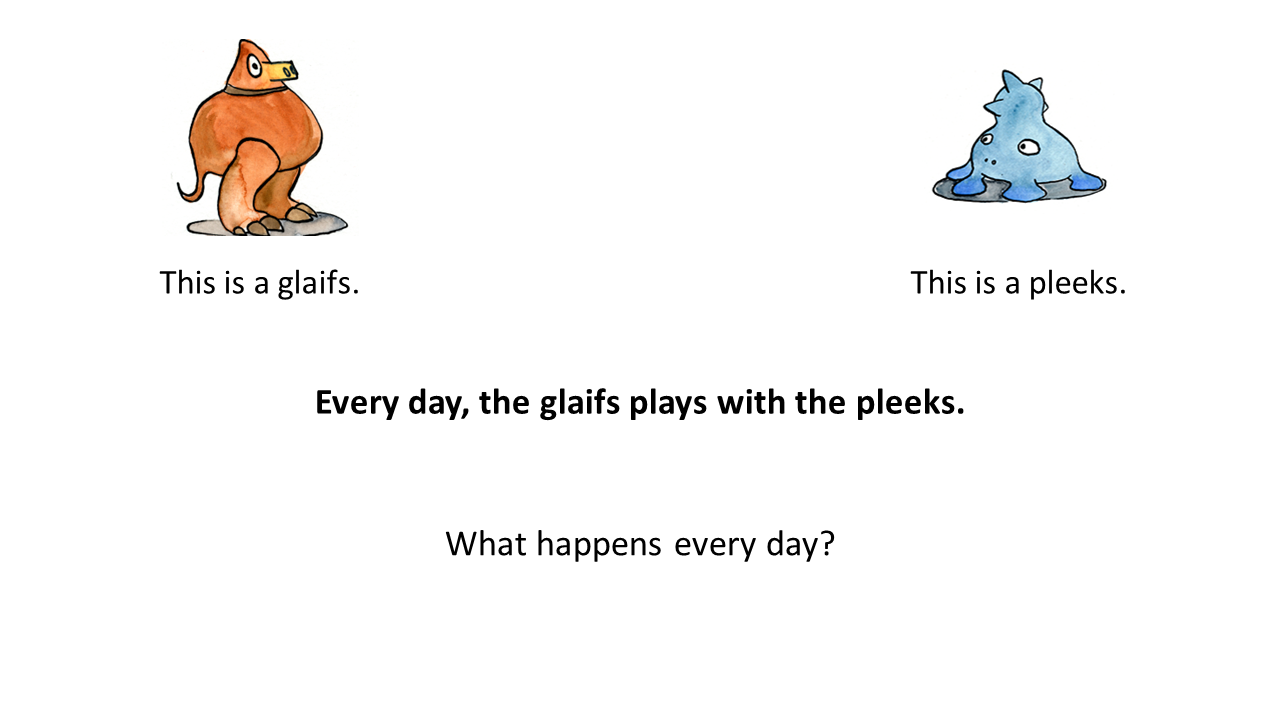 This is a glaifs.
This is a pleeks.
Every day, the glaifs plays with the pleeks.
What happens every day?